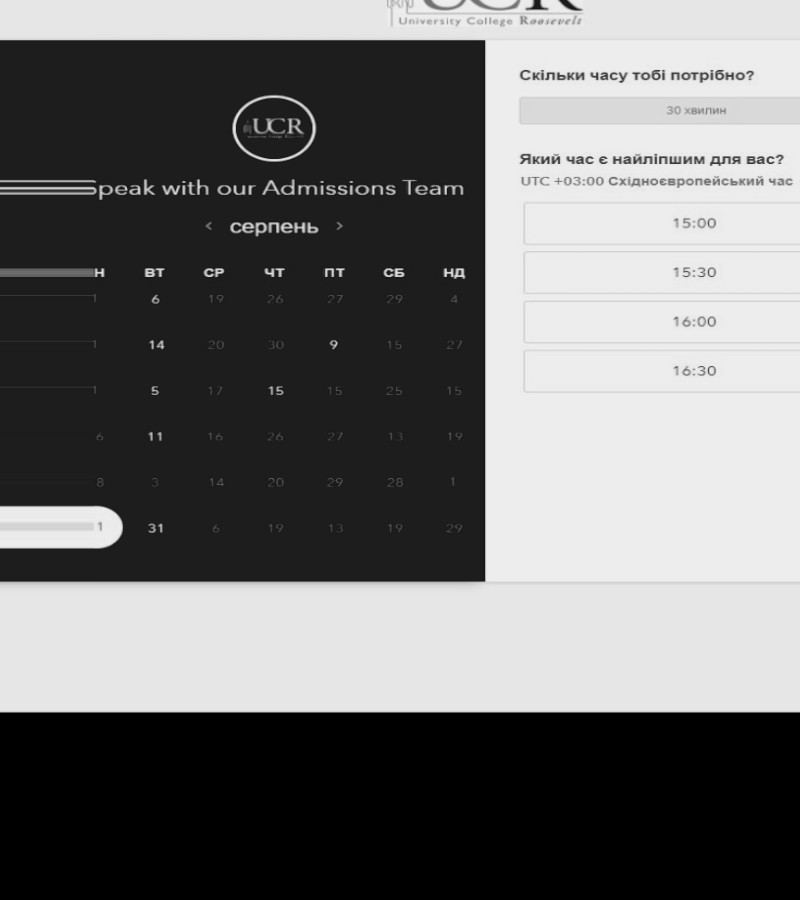 UCR
University College Roosevelt
UCR
Speak with our Admissions Team
< серпень >
Н ВТ СР ЧТ ПТ СБ НД
1 6 19 26 27 29 4
1 14 20 30 9 15 27
1 5 17 15 15 25 15
6 11 16 26 27 13 19
8 3 14 20 29 28 1
1 31 6 19 13 19 29
Скільки часу тобі потрібно?
30 хвилин
Який час є найліпшим для вас?
UTC +03:00 Східноєвропейський час
15:00
15:30
16:00
16:30